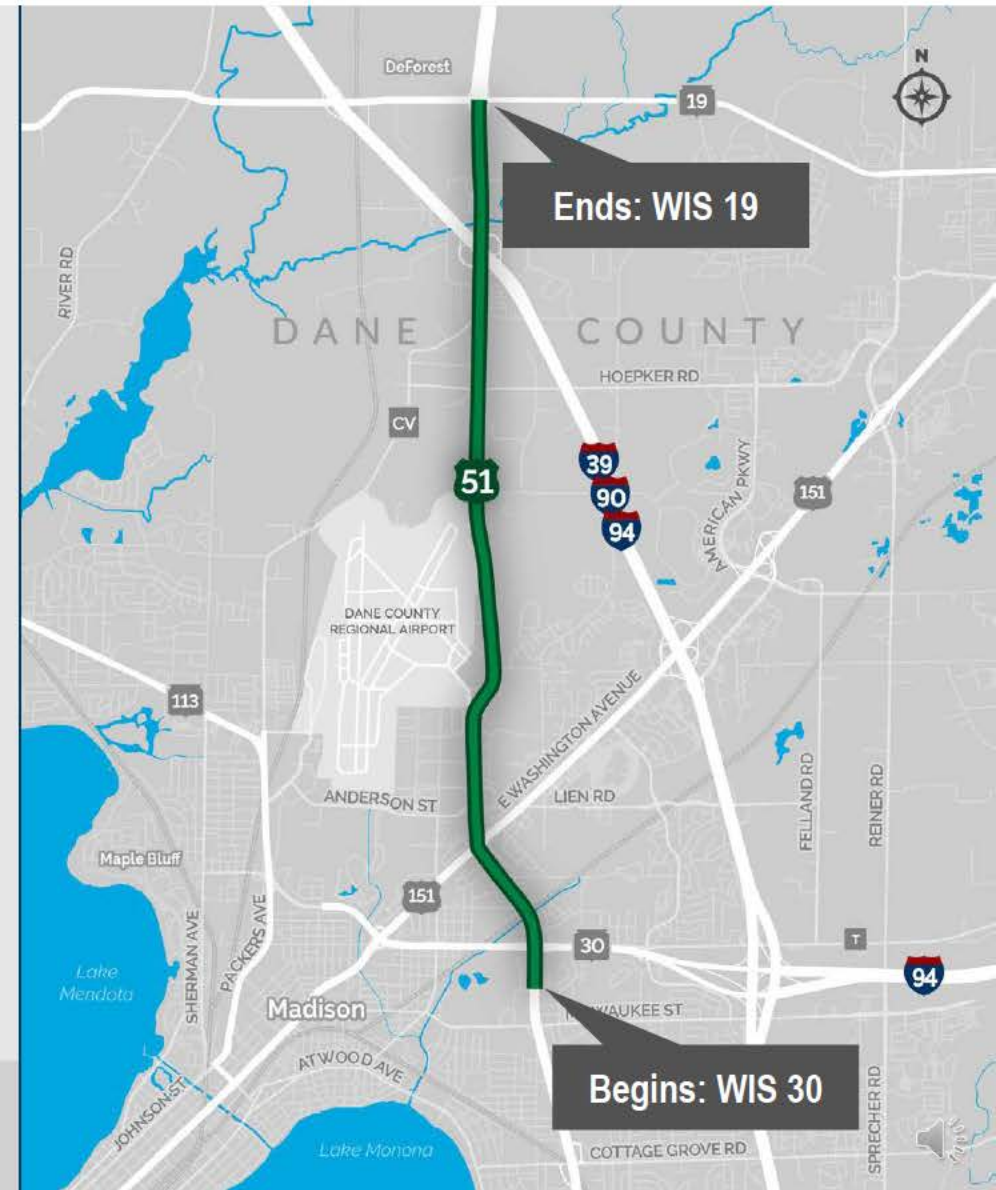 DeForest
N
19
Ends: WIS 19
RIVER RD
DANE COUNTY
HOEPKER RD
CV
51
39
90
94
AMERICAN PKWY
151
DANE COUNTY
REGIONAL AIRPORT
113
E WASHINGTON AVENUE
ANDERSON ST
LIEN RD
FELLAND RD
REINER RD
Maple Bluff
151
SHERMAN AVE
PACKERS AVE
30
T
94
Lake
Mendota
Madison
WAUKEE ST
ATWOOD AVE
Begins: WIS 30
JOHNSON ST
Lake Monona
COTTAGE GROVE RD
SPRECHER RD